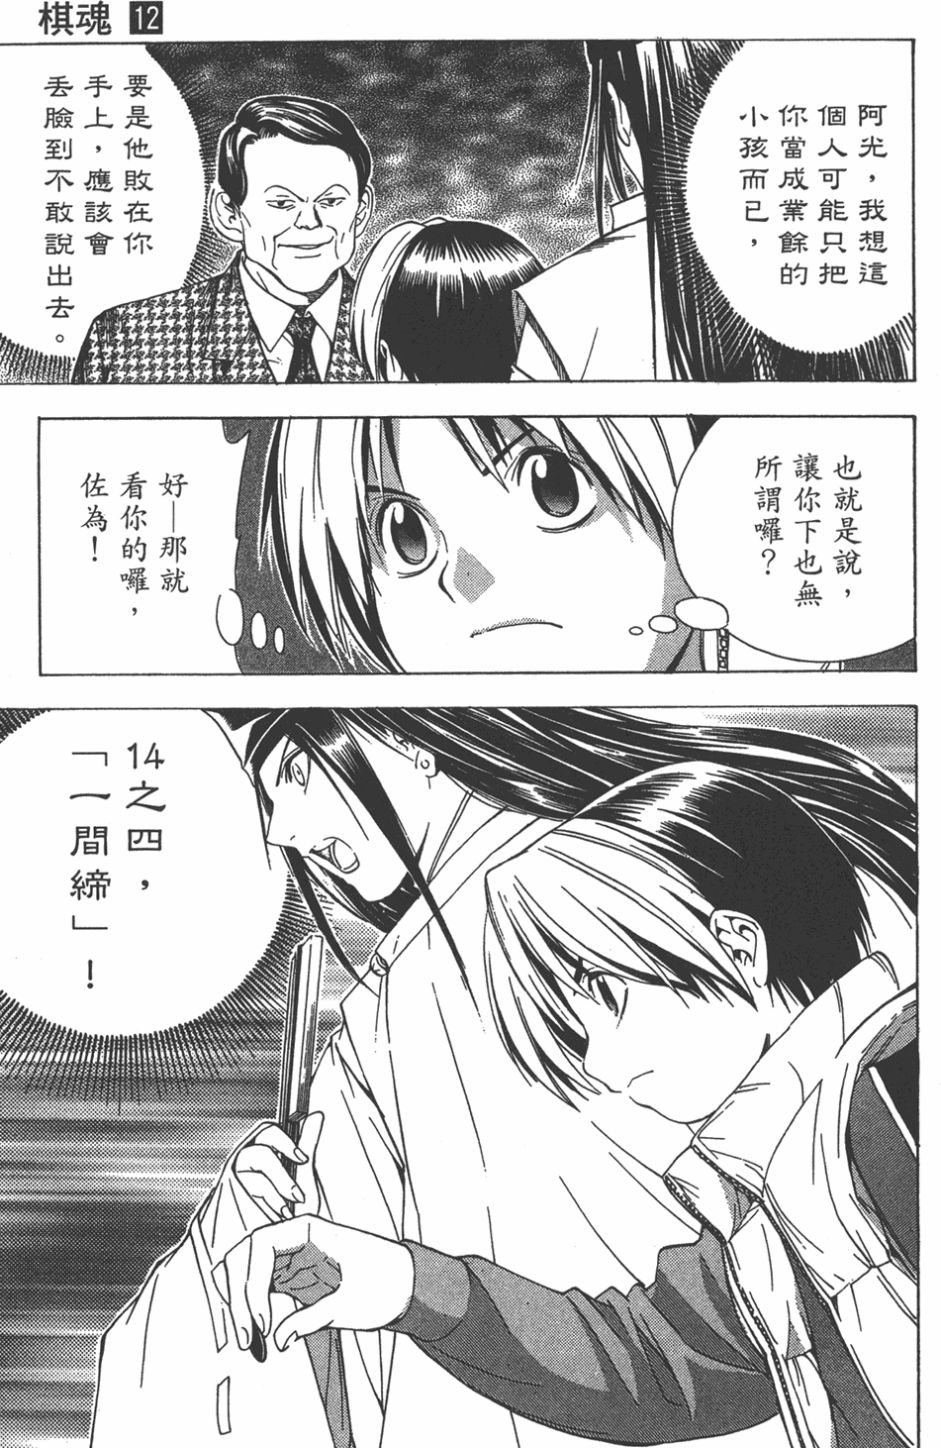 棋魂 12
阿光，我想這
個人可能只把
你當成業餘的
小孩而已，
要是他敗在你
手上，應該會
丟臉到不敢說出去。
也就是說，
讓你下也無
所謂囉？
好—那就
看你的囉，
佐為！
14之四，
「一間締」！